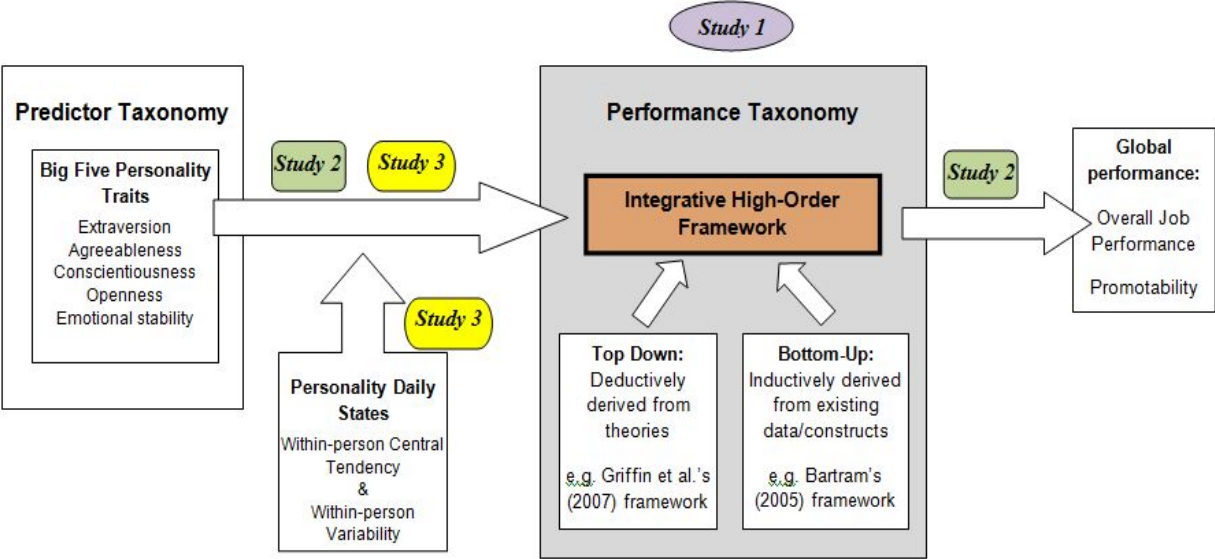 Study 1
Predictor Taxonomy
Big Five Personality
Traits
Extraversion
Agreeableness
Conscientiousness
Openness
Emotional stability
Study 2
Study 3
Study 3
Personality Daily
States
Within-person Central
Tendency
&
Within-person
Variability
Performance Taxonomy
Integrative High-Order
Framework
Top Down:
Deductively
derived from
theories
e.g. Griffin et al.'s
(2007) framework
Bottom-Up:
Inductively derived
from existing
data/constructs
e.g. Bartram's
(2005) framework
Study 2
Global
performance:
Overall Job
Performance
Promotability